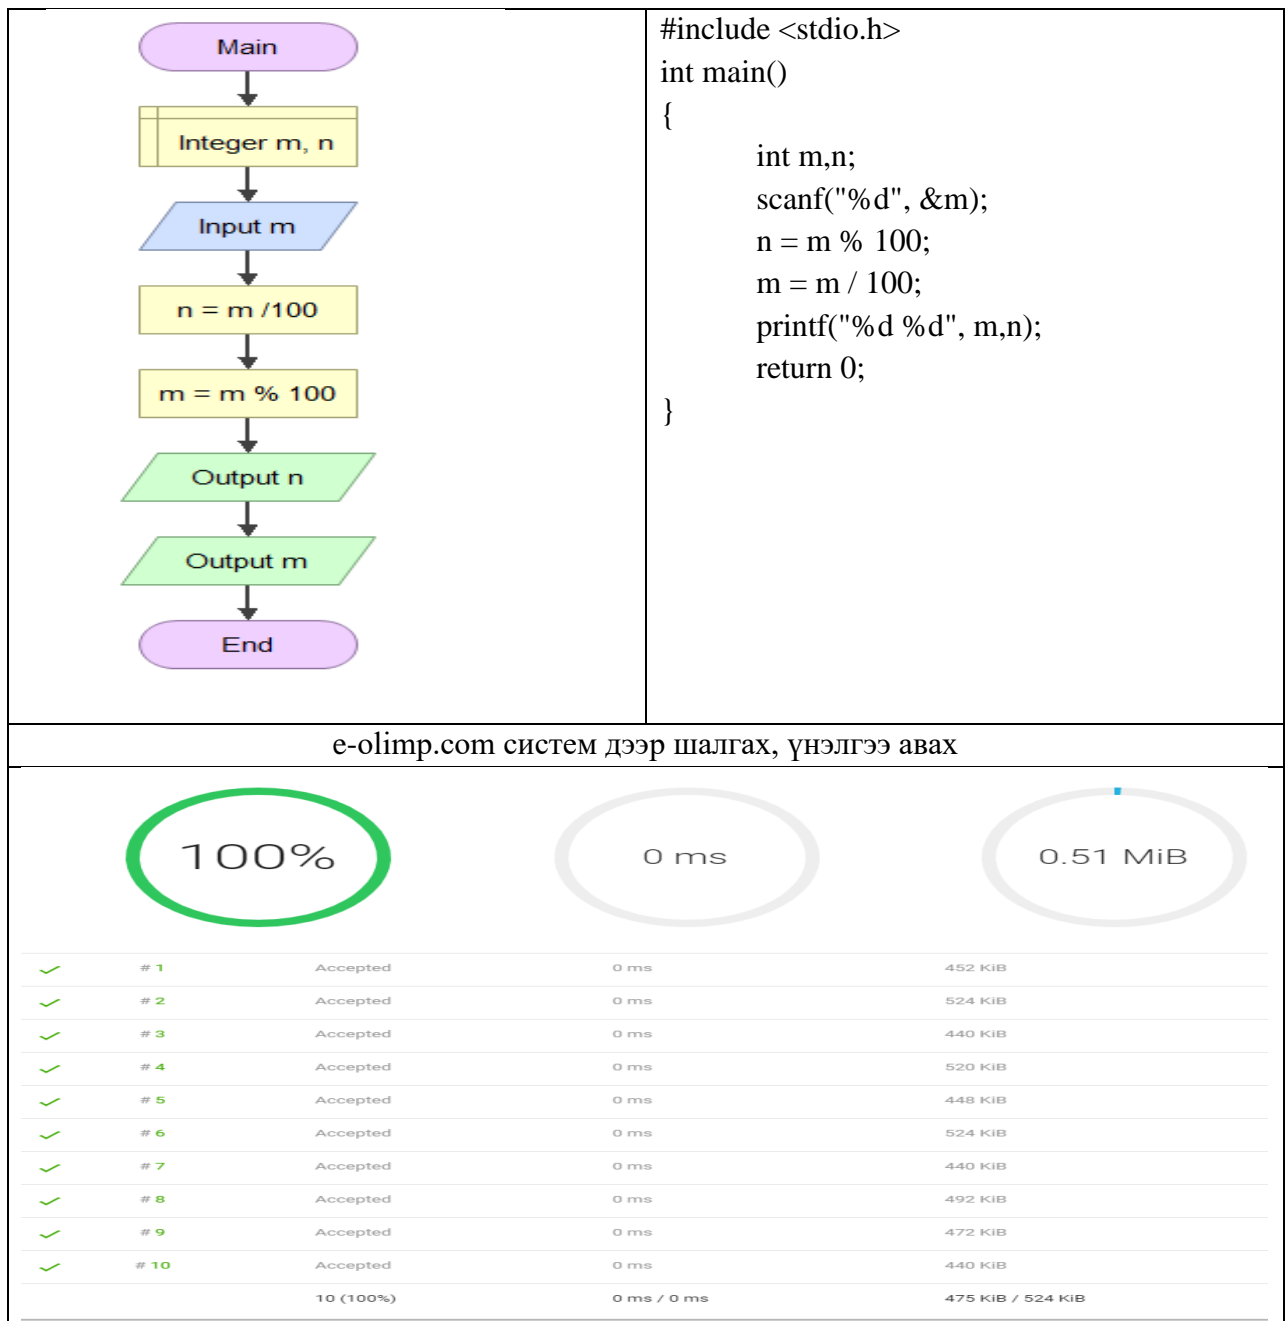 Main
Integer m, n
Input m
n = m /100
m = m % 100
Output n
Output m
End
#include <stdio.h>
int main()
{
int m,n;
scanf("%d", &m);
n = m % 100;
m = m / 100;
printf("%d %d", m,n);
return 0;
}
e-olimp.com систем дээр шалгах, үнэлгээ авах
100% 0 ms 0.51 MiB
# 1 Accepted 0 ms 452 KiB
# 2 Accepted 0 ms 524 KiB
# 3 Accepted 0 ms 440 KiB
# 4 Accepted 0 ms 520 KiB
# 5 Accepted 0 ms 448 KiB
# 6 Accepted 0 ms 524 KiB
# 7 Accepted 0 ms 440 KiB
# 8 Accepted 0 ms 492 KiB
# 9 Accepted 0 ms 472 KiB
# 10 Accepted 0 ms 440 KiB
10 (100%) 0 ms / 0 ms 475 KiB / 524 KiB